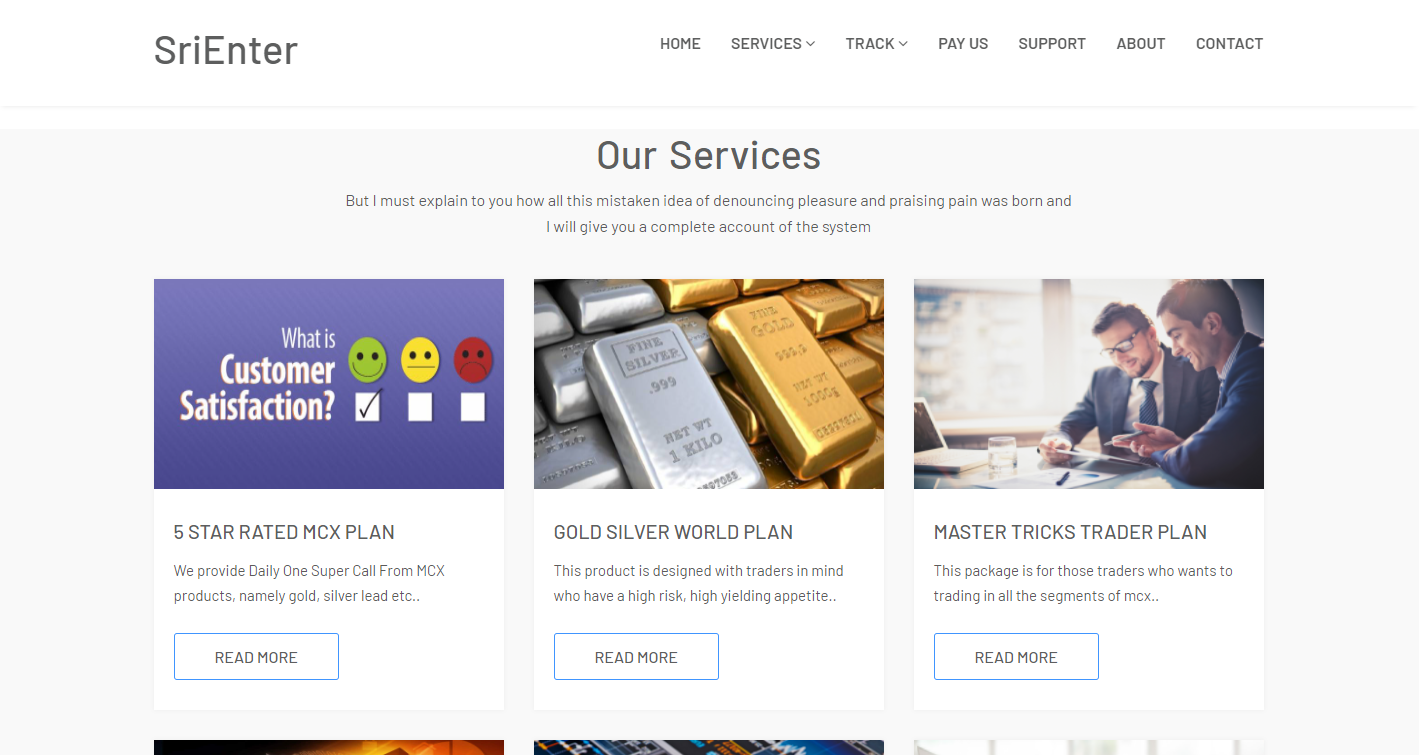 SriEnter
HOME SERVICES TRACK PAY US SUPPORT ABOUT CONTACT
Our Services
But I must explain to you how all this mistaken idea of denouncing pleasure and praising pain was born and
I will give you a complete account of the system
What is
Customer
Satisfaction?
FINE
SILVER
.999
NET WT
1 KILO
FINE
GOLD
999,9
NET WT
1000g
5 STAR RATED MCX PLAN
We provide Daily One Super Call From MCX
products, namely gold, silver lead etc..
READ MORE
GOLD SILVER WORLD PLAN
This product is designed with traders in mind
who have a high risk, high yielding appetite..
READ MORE
MASTER TRICKS TRADER PLAN
This package is for those traders who wants to
trading in all the segments of mcx..
READ MORE